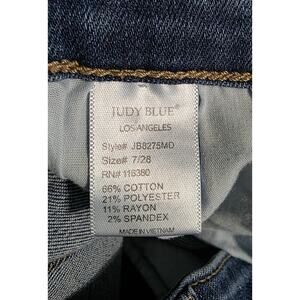 JUDY BLUE®
LOS ANGELES
Style# JB8275MD
Size# 7/28
RN# 116380
66% COTTON
21% POLYESTER
11% RAYON
2% SPANDEX
MADE IN VIETNAM